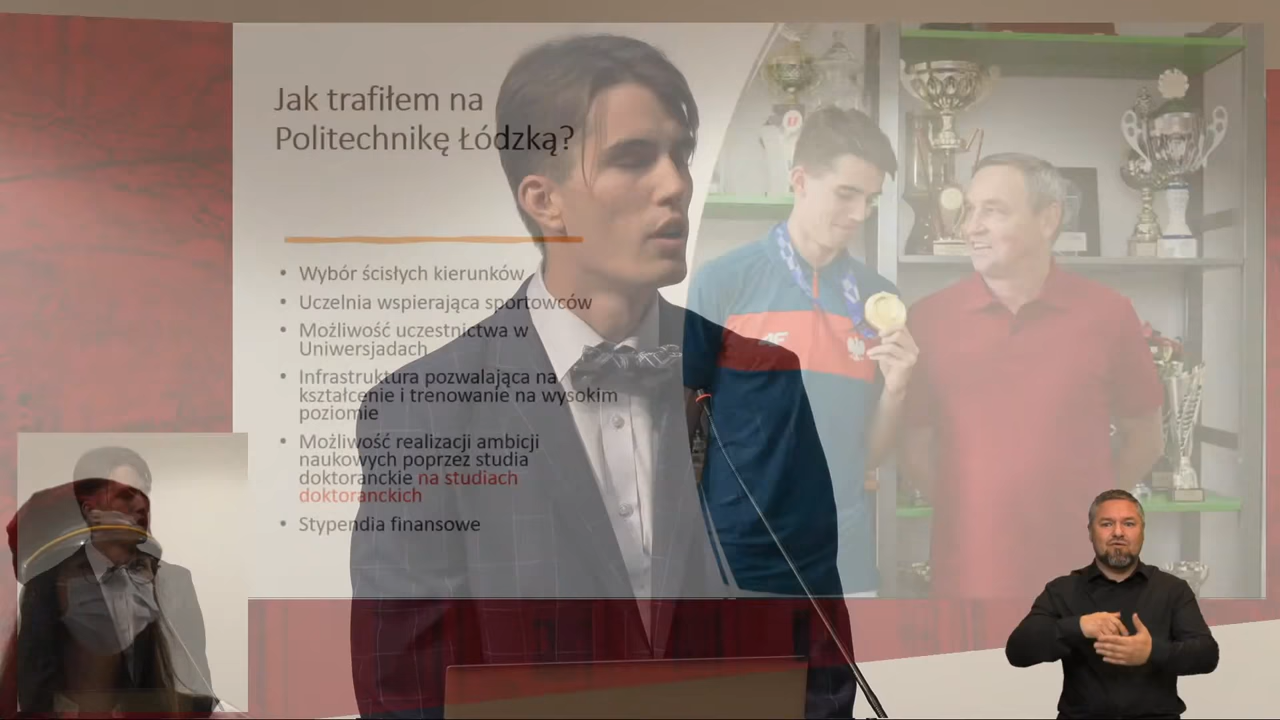 Jak trafiłem na
Politechnikę Łódzką?
• Wybór ścisłych kierunków
• Uczelnia wspierająca sportowców
• Możliwość uczestnictwa w
Uniwersjadach
• Infrastruktura pozwalająca na
kształcenie i trenowanie na wysokim
poziomie
• Możliwość realizacji ambicji
naukowych poprzez studia
doktoranckie na studiach
doktoranckich
• Stypendia finansowe
4F